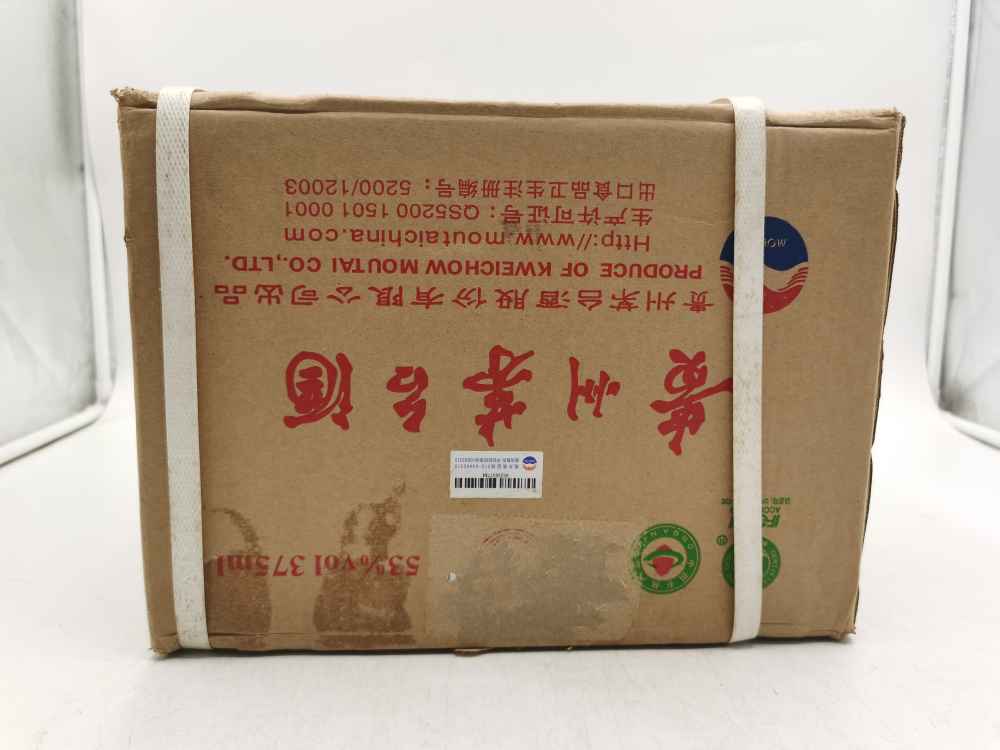 53%vol 375ml
贵州茅台酒
贵州茅台酒股份有限公司出品
PRODUCE OF KWEICHOW MOUTAI CO.,LTD.
Http://www.moutaichina.com
生产许可证号：QS5200 1501 0001
出口食品卫生注册编号：5200/12003